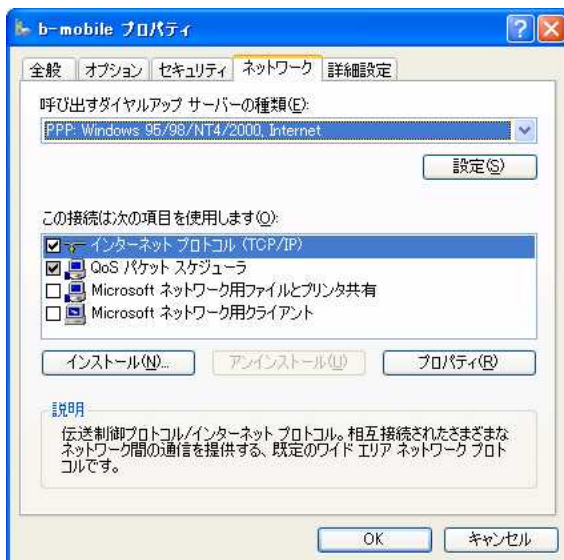 b-mobile プロパティ
全般
オプション
セキュリティ
ネットワーク
詳細設定
呼び出すダイヤルアップ サーバーの種類(E):
PPP: Windows 95/98/NT4/2000, Internet
設定(S)
この接続は次の項目を使用します(O):
インターネット プロトコル (TCP/IP)
QoS パケット スケジューラ
Microsoft ネットワーク用ファイルとプリンタ共有
Microsoft ネットワーク用クライアント
インストール(N)...
アンインストール(U)
プロパティ(R)
説明
伝送制御プロトコル/インターネット プロトコル。相互接続されたさまざまな
ネットワーク間の通信を提供する、既定のワイド エリア ネットワーク プロト
コルです。
OK
キャンセル